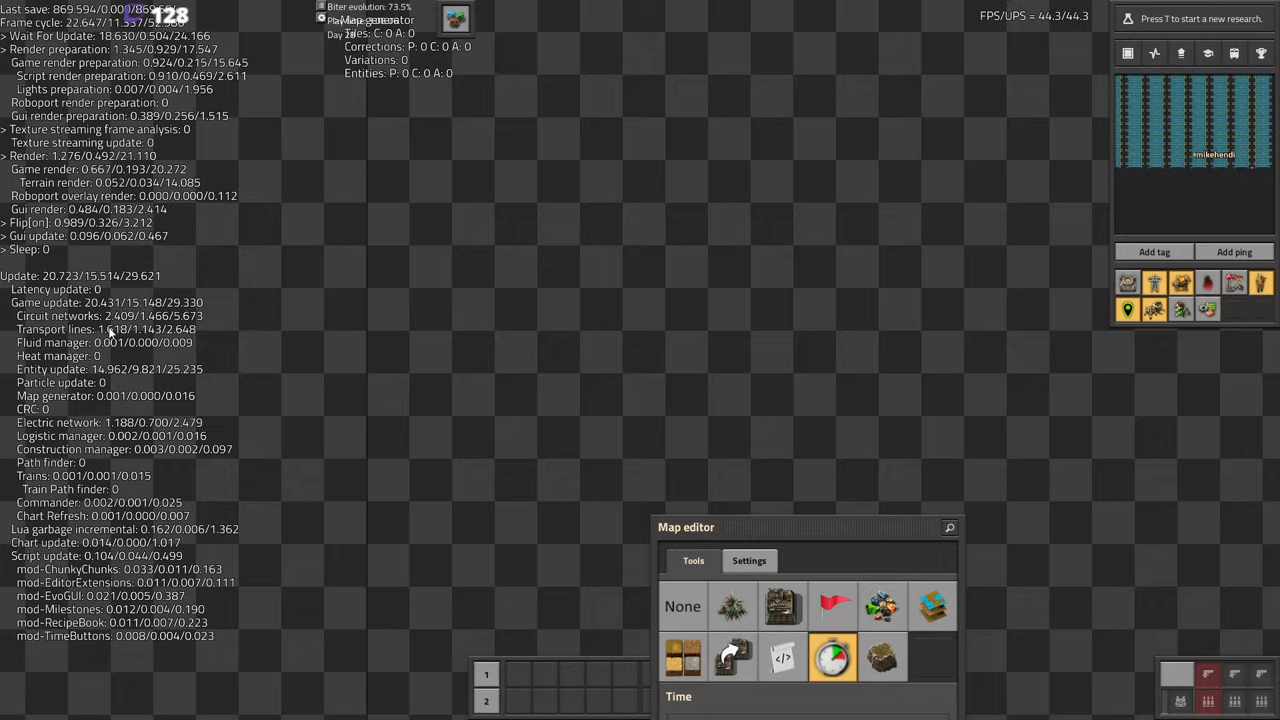 Last save: 869.594/0.000/869.594
128
Frame cycle: 22.647/11.337/52.980
> Wait For Update: 18.630/0.504/24.166
> Render preparation: 1.345/0.929/17.547
Game render preparation: 0.924/0.215/15.645
Script render preparation: 0.910/0.469/2.611
Lights preparation: 0.007/0.004/1.956
Roboport render preparation: 0
Gui render preparation: 0.389/0.256/1.515
> Texture streaming frame analysis: 0
Texture streaming update: 0
> Render: 1.276/0.492/21.110
Game render: 0.667/0.193/20.272
Terrain render: 0.052/0.034/14.085
Roboport overlay render: 0.000/0.000/0.112
Gui render: 0.484/0.183/2.414
> Flip[on]: 0.989/0.326/3.212
> Gui update: 0.096/0.062/0.467
> Sleep: 0
Update: 20.723/15.514/29.621
Latency update: 0
Game update: 20.431/15.148/29.330
Circuit networks: 2.409/1.466/5.673
Transport lines: 1.618/1.143/2.648
Fluid manager: 0.001/0.000/0.009
Heat manager: 0
Entity update: 14.962/9.821/25.235
Particle update: 0
Map generator: 0.001/0.000/0.016
CRC: 0
Electric network: 1.188/0.700/2.479
Logistic manager: 0.002/0.001/0.016
Construction manager: 0.003/0.002/0.097
Path finder: 0
Trains: 0.001/0.001/0.015
Train Path finder: 0
Commander: 0.002/0.001/0.025
Chart Refresh: 0.001/0.000/0.007
Lua garbage incremental: 0.162/0.006/1.362
Chart update: 0.014/0.000/1.017
Script update: 0.104/0.044/0.499
mod-ChunkyChunks: 0.033/0.011/0.163
mod-EditorExtensions: 0.011/0.007/0.111
mod-EvoGUI: 0.021/0.005/0.387
mod-Milestones: 0.012/0.004/0.190
mod-RecipeBook: 0.011/0.007/0.223
mod-TimeButtons: 0.008/0.004/0.023
Biter evolution: 73.5%
> Map generator
Tiles: C: 0 A: 0
Day
Corrections: P: 0 C: 0 A: 0
Variations: 0
Entities: P: 0 C: 0 A: 0
FPS/UPS = 44.3/44.3
Press T to start a new research.
mikehendi
Add tag
Add ping
Map editor
Tools
Settings
None
</>
Time
1
2